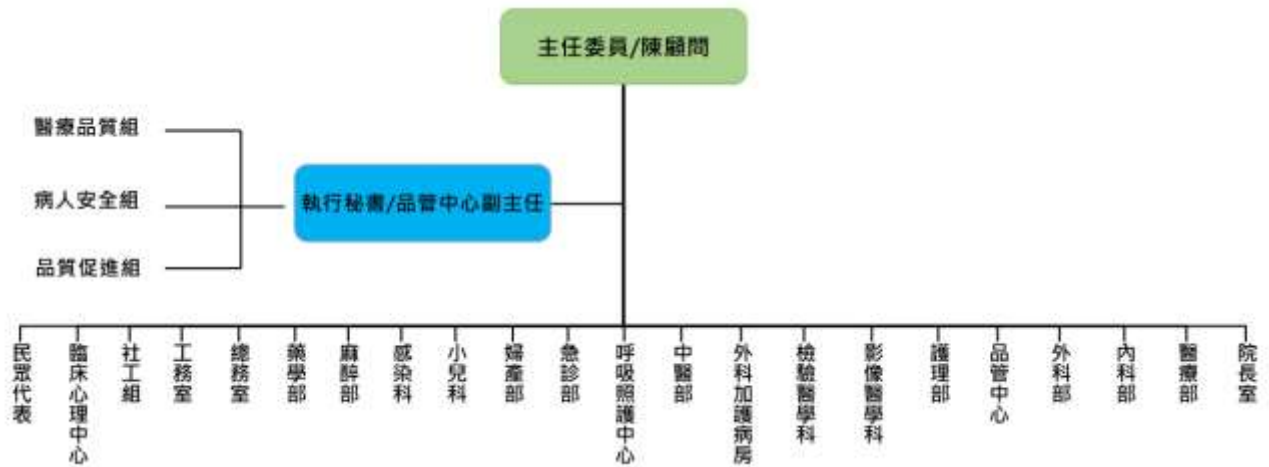 主任委員/陳顧問
醫療品質組
病人安全組
執行秘書/品管中心副主任
品質促進組
民眾代表
臨床心理中心
社工組
工務室
總務室
藥學部
麻醉部
感染科
小兒科
婦產部
急診部
呼吸照護中心
中醫部
外科加護病房
檢驗醫學科
影像醫學科
護理部
品管中心
外科部
內科部
醫療部
院長室